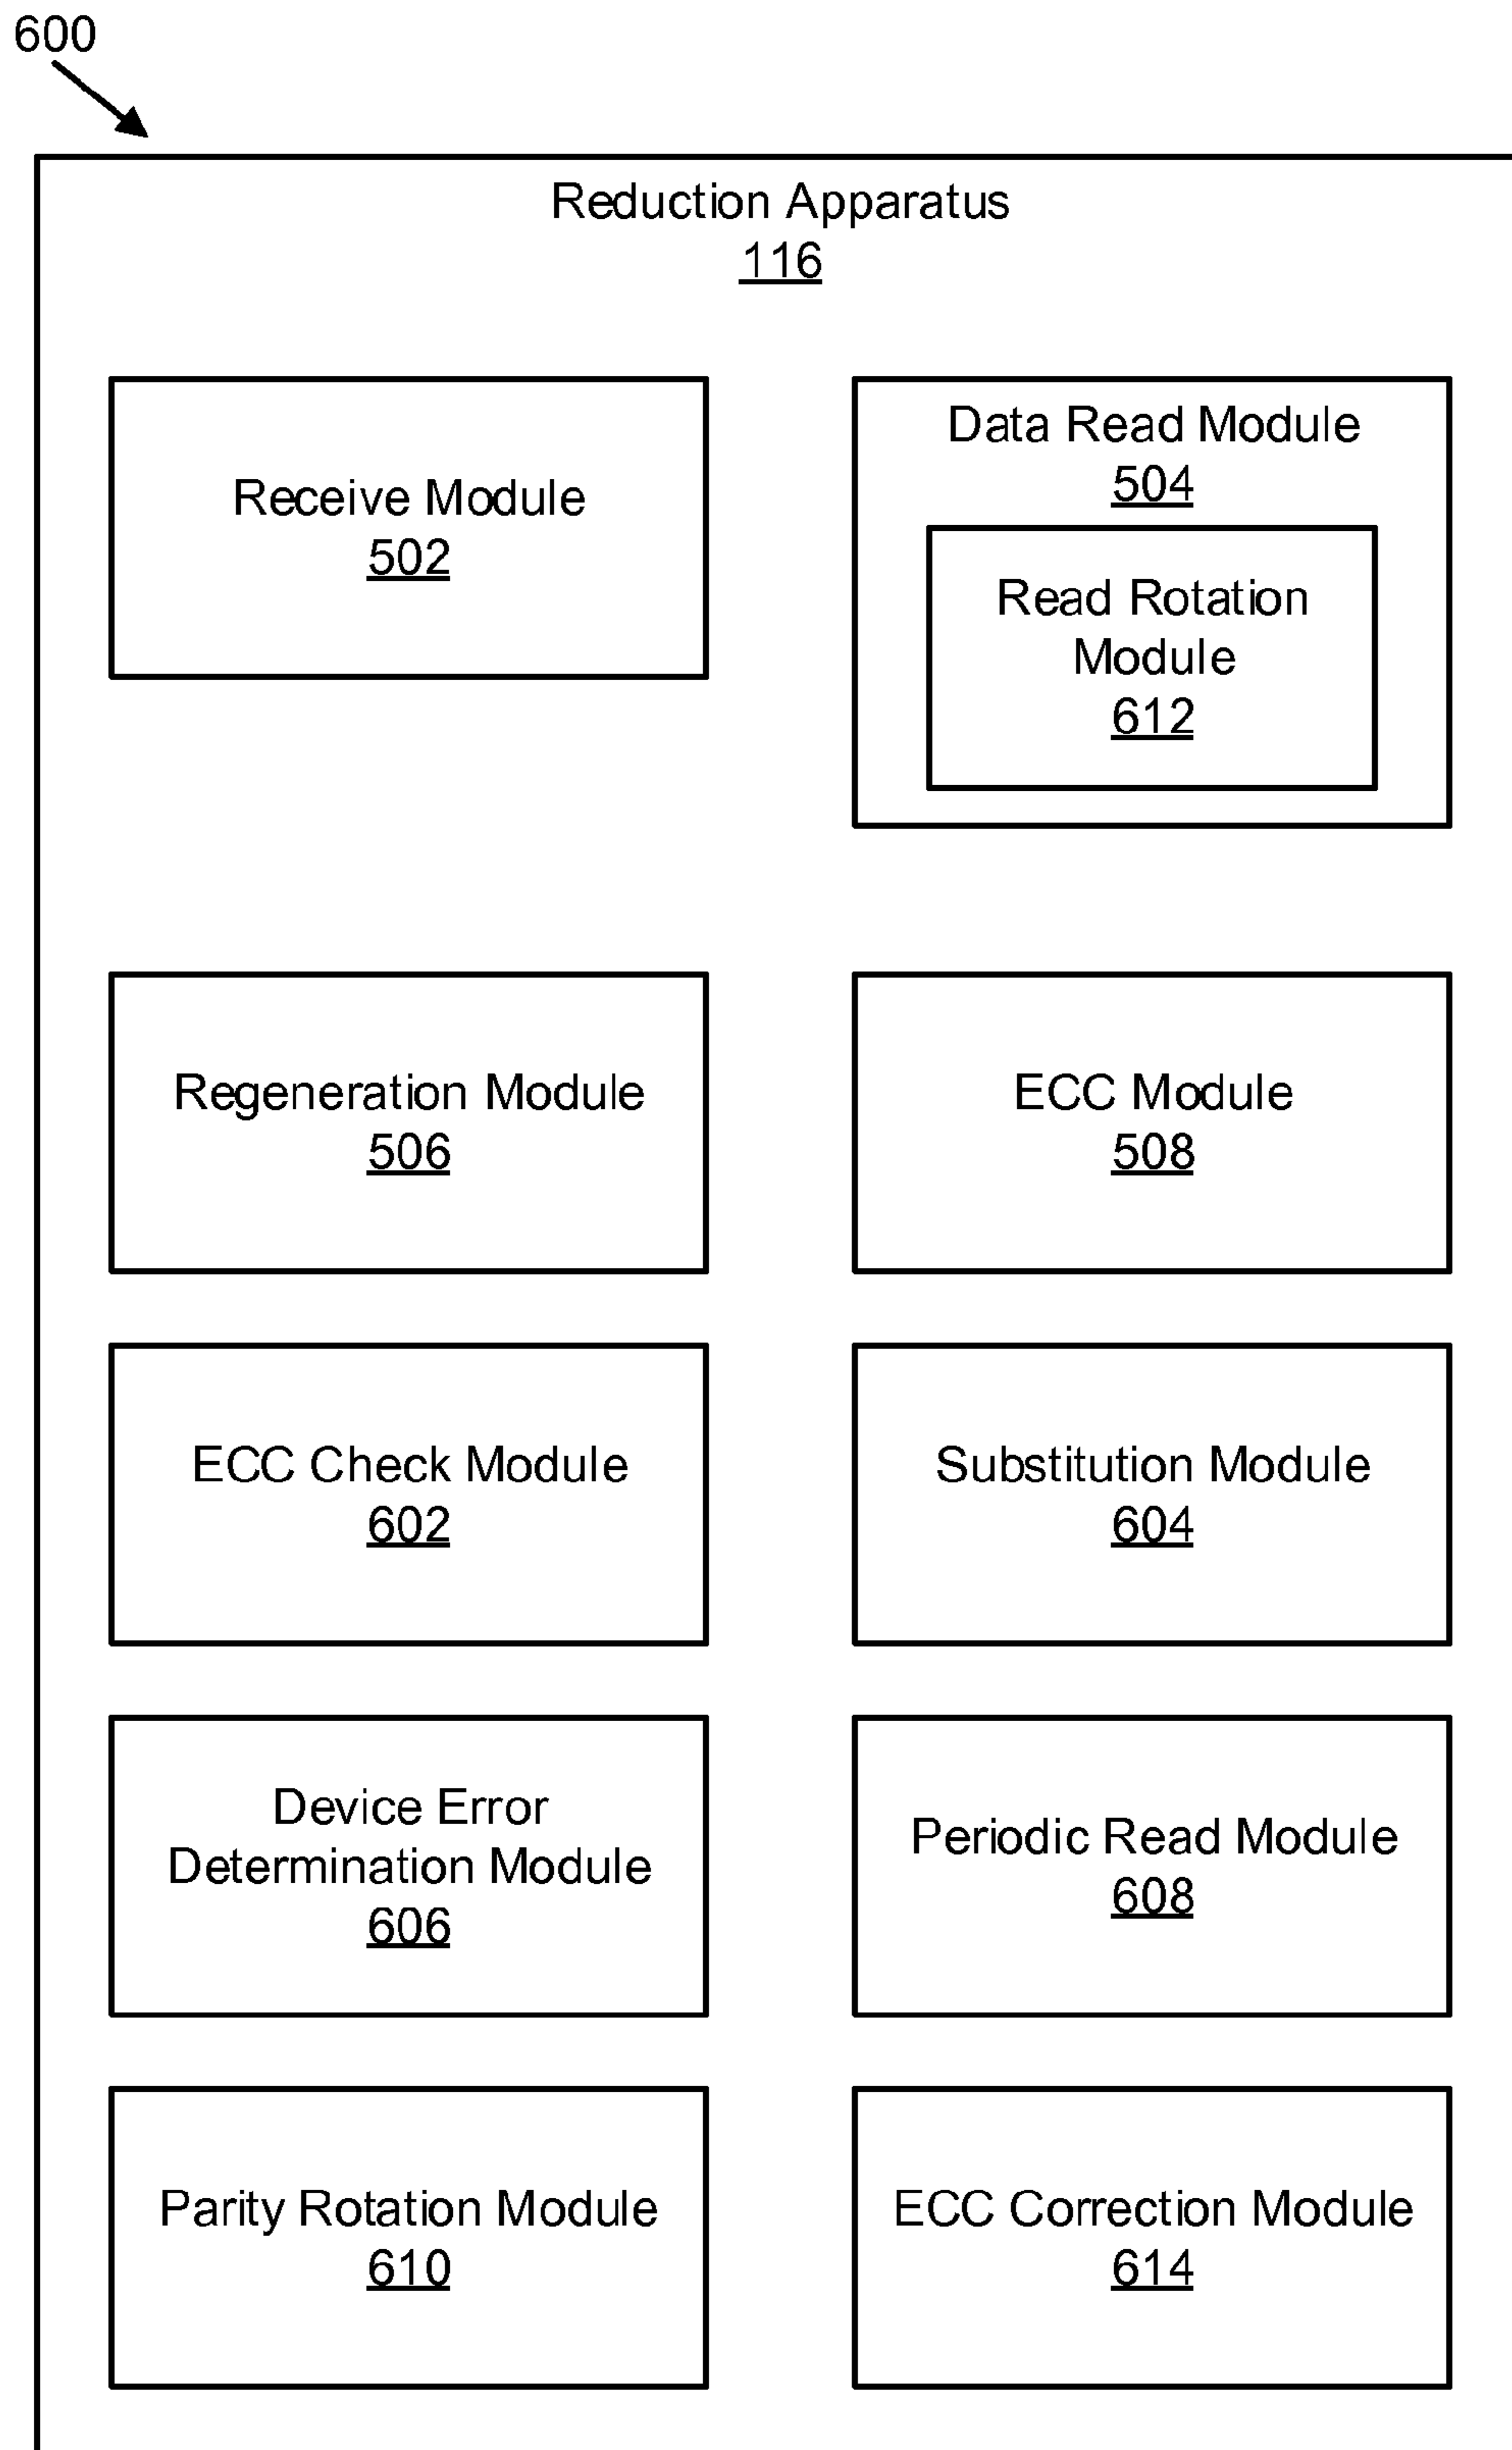 600
Reduction Apparatus
116
Receive Module
502
Data Read Module
504
Read Rotation
Module
612
Regeneration Module
506
ECC Module
508
ECC Check Module
602
Substitution Module
604
Device Error
Determination Module
606
Periodic Read Module
608
Parity Rotation Module
610
ECC Correction Module
614